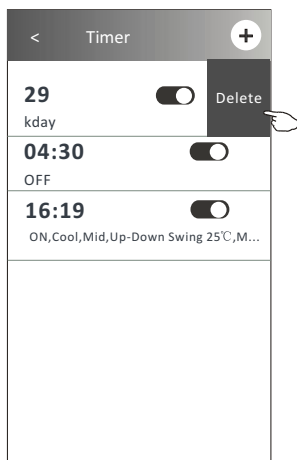 < Timer +
29
Delete
kday
04:30
OFF
16:19
ON,Cool,Mid,Up-Down Swing 25℃,M...